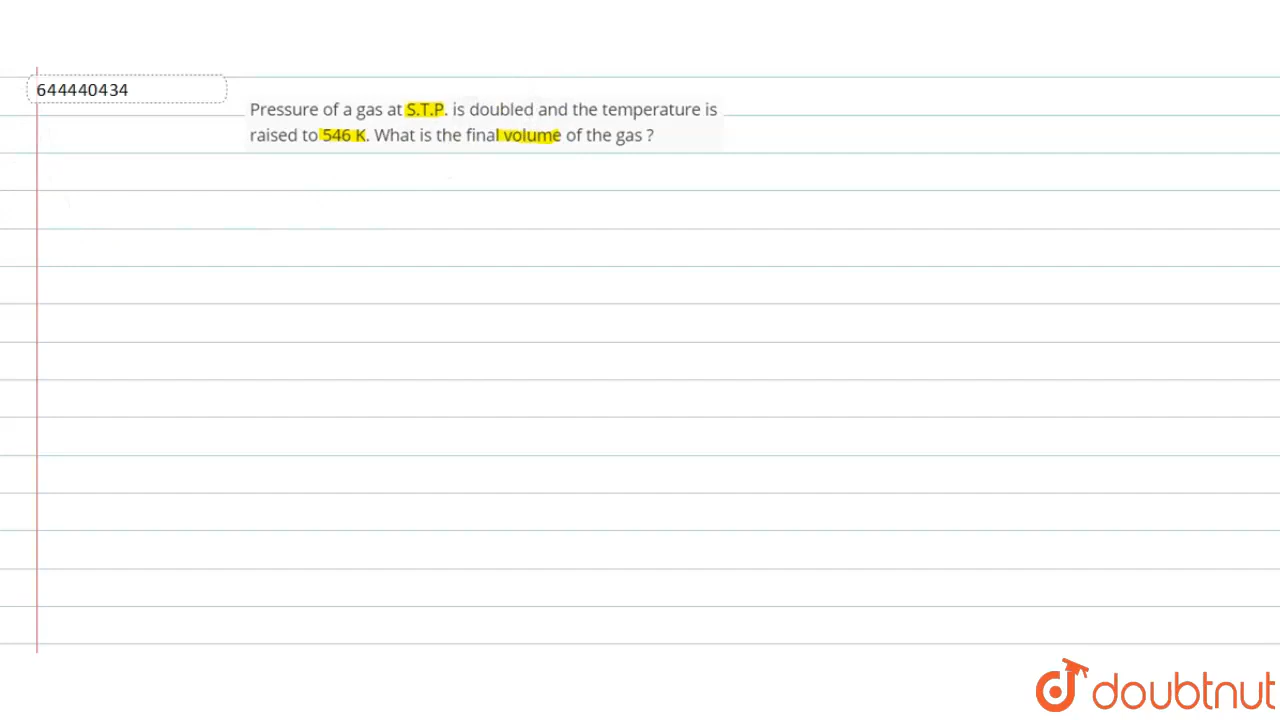 644440434
Pressure of a gas at S.T.P. is doubled and the temperature is
raised to 546 K. What is the final volume of the gas ?
doubtnut